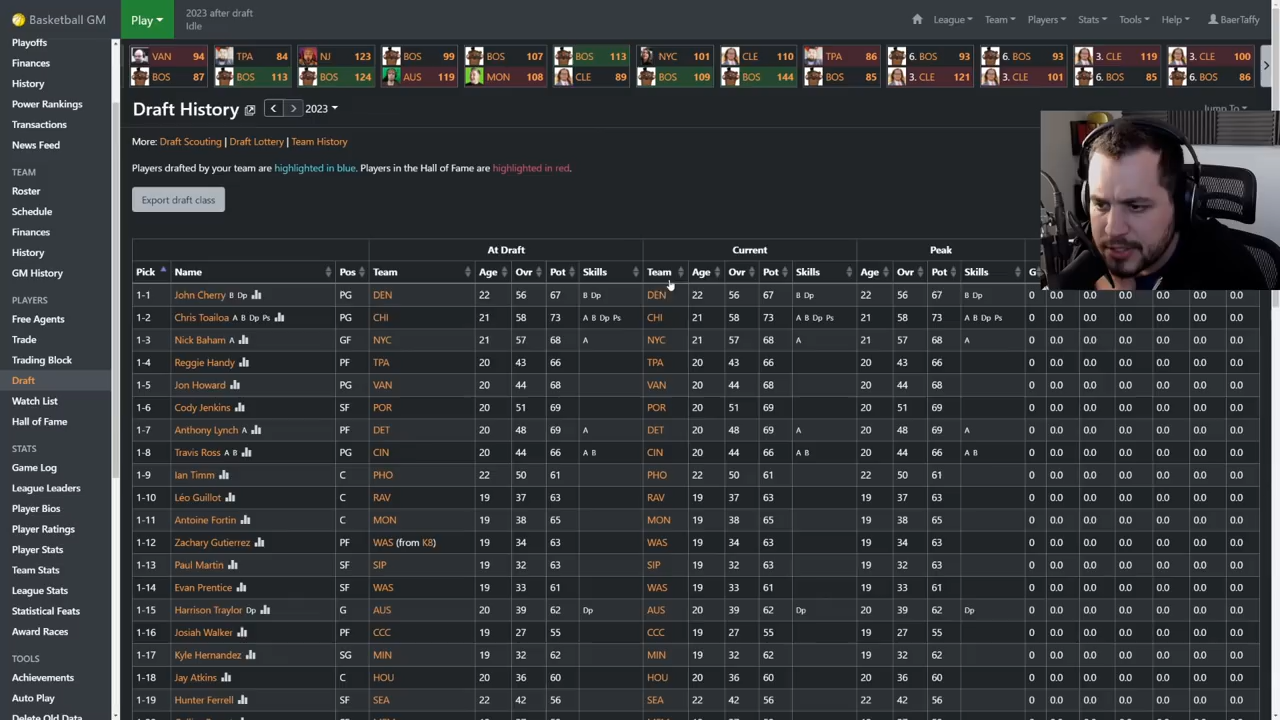 Basketball GM
Play
2023 after draft
Idle
League
Team
Players
Stats
Tools
Help
BaerTaffy
VAN 94
BOS 87
TPA 84
BOS 113
NJ 123
BOS 124
BOS 99
AUS 119
BOS 107
MON 108
BOS 113
CLE 89
NYC 101
BOS 109
CLE 110
BOS 144
TPA 86
BOS 85
6. BOS 93
3. CLE 121
6. BOS 93
3. CLE 101
3. CLE 119
6. BOS 85
3. CLE 100
6. BOS 86
Playoffs
Finances
History
Power Rankings
Transactions
News Feed
TEAM
Roster
Schedule
Finances
History
GM History
PLAYERS
Free Agents
Trade
Trading Block
Draft
Watch List
Hall of Fame
STATS
Game Log
League Leaders
Player Bios
Player Ratings
Player Stats
Team Stats
League Stats
Statistical Feats
Award Races
TOOLS
Achievements
Auto Play
Delete Old Data
Draft History 2023
Jump To
More: Draft Scouting | Draft Lottery | Team History
Players drafted by your team are highlighted in blue. Players in the Hall of Fame are highlighted in red.
Export draft class
At Draft Current Peak
Pick Name Pos Team Age Ovr Pot Skills Team Age Ovr Pot Skills Age Ovr Pot Skills G
1-1 John Cherry B Dp PG DEN 22 56 67 B Dp DEN 22 56 67 B Dp 22 56 67 B Dp 0 0.0 0.0 0.0 0.0 0.0 0.0
1-2 Chris Toailoa A B Dp Ps PG CHI 21 58 73 A B Dp Ps CHI 21 58 73 A B Dp Ps 21 58 73 A B Dp Ps 0 0.0 0.0 0.0 0.0 0.0 0.0
1-3 Nick Baham A GF NYC 21 57 68 A NYC 21 57 68 A 21 57 68 A 0 0.0 0.0 0.0 0.0 0.0 0.0
1-4 Reggie Handy PF TPA 20 43 66 TPA 20 43 66 20 43 66 0 0.0 0.0 0.0 0.0 0.0 0.0
1-5 Jon Howard PG VAN 20 44 68 VAN 20 44 68 20 44 68 0 0.0 0.0 0.0 0.0 0.0 0.0
1-6 Cody Jenkins SF POR 20 51 69 POR 20 51 69 20 51 69 0 0.0 0.0 0.0 0.0 0.0 0.0
1-7 Anthony Lynch A PF DET 20 48 69 A DET 20 48 69 A 20 48 69 A 0 0.0 0.0 0.0 0.0 0.0 0.0
1-8 Travis Ross A B PG CIN 20 44 66 A B CIN 20 44 66 A B 20 44 66 A B 0 0.0 0.0 0.0 0.0 0.0 0.0
1-9 Ian Timm C PHO 22 50 61 PHO 22 50 61 22 50 61 0 0.0 0.0 0.0 0.0 0.0 0.0
1-10 Léo Guillot C RAV 19 37 63 RAV 19 37 63 19 37 63 0 0.0 0.0 0.0 0.0 0.0 0.0
1-11 Antoine Fortin C MON 19 38 65 MON 19 38 65 19 38 65 0 0.0 0.0 0.0 0.0 0.0 0.0
1-12 Zachary Gutierrez PF WAS (from K8) 19 34 63 WAS 19 34 63 19 34 63 0 0.0 0.0 0.0 0.0 0.0 0.0
1-13 Paul Martin SF SIP 19 32 63 SIP 19 32 63 19 32 63 0 0.0 0.0 0.0 0.0 0.0 0.0
1-14 Evan Prentice SF WAS 19 33 61 WAS 19 33 61 19 33 61 0 0.0 0.0 0.0 0.0 0.0 0.0
1-15 Harrison Traylor Dp G AUS 20 39 62 Dp AUS 20 39 62 Dp 20 39 62 Dp 0 0.0 0.0 0.0 0.0 0.0 0.0
1-16 Josiah Walker PF CCC 19 27 55 CCC 19 27 55 19 27 55 0 0.0 0.0 0.0 0.0 0.0 0.0
1-17 Kyle Hernandez SG MIN 19 32 62 MIN 19 32 62 19 32 62 0 0.0 0.0 0.0 0.0 0.0 0.0
1-18 Jay Atkins C HOU 20 36 60 HOU 20 36 60 20 36 60 0 0.0 0.0 0.0 0.0 0.0 0.0
1-19 Hunter Ferrell SF SEA 22 42 56 SEA 22 42 56 22 42 56 0 0.0 0.0 0.0 0.0 0.0 0.0